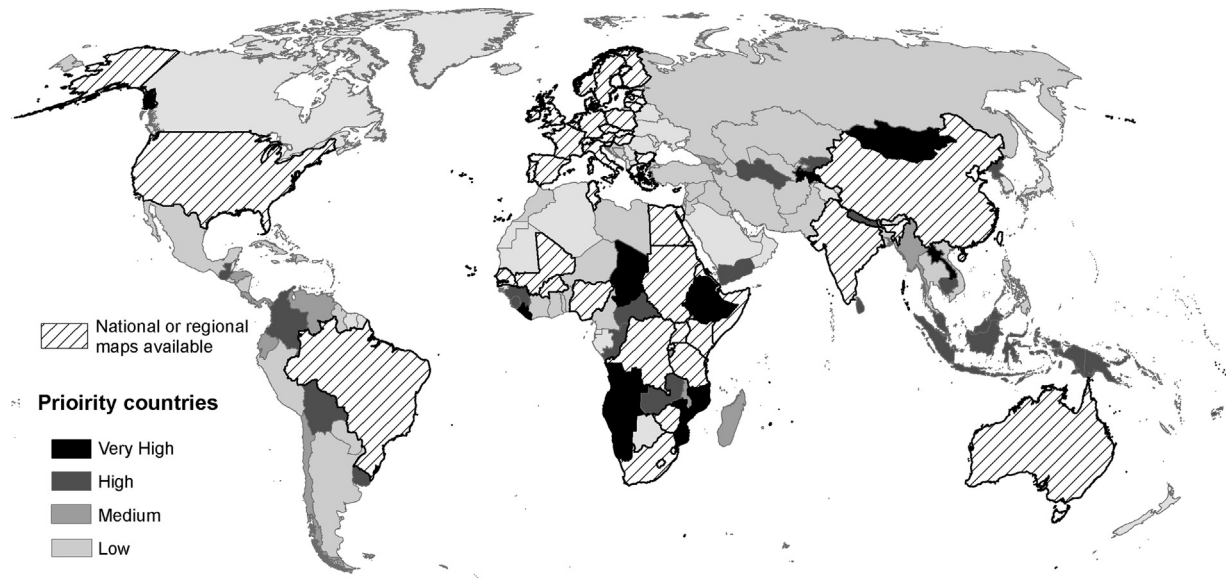 National or regional
maps available
Prioirity countries
Very High
High
Medium
Low